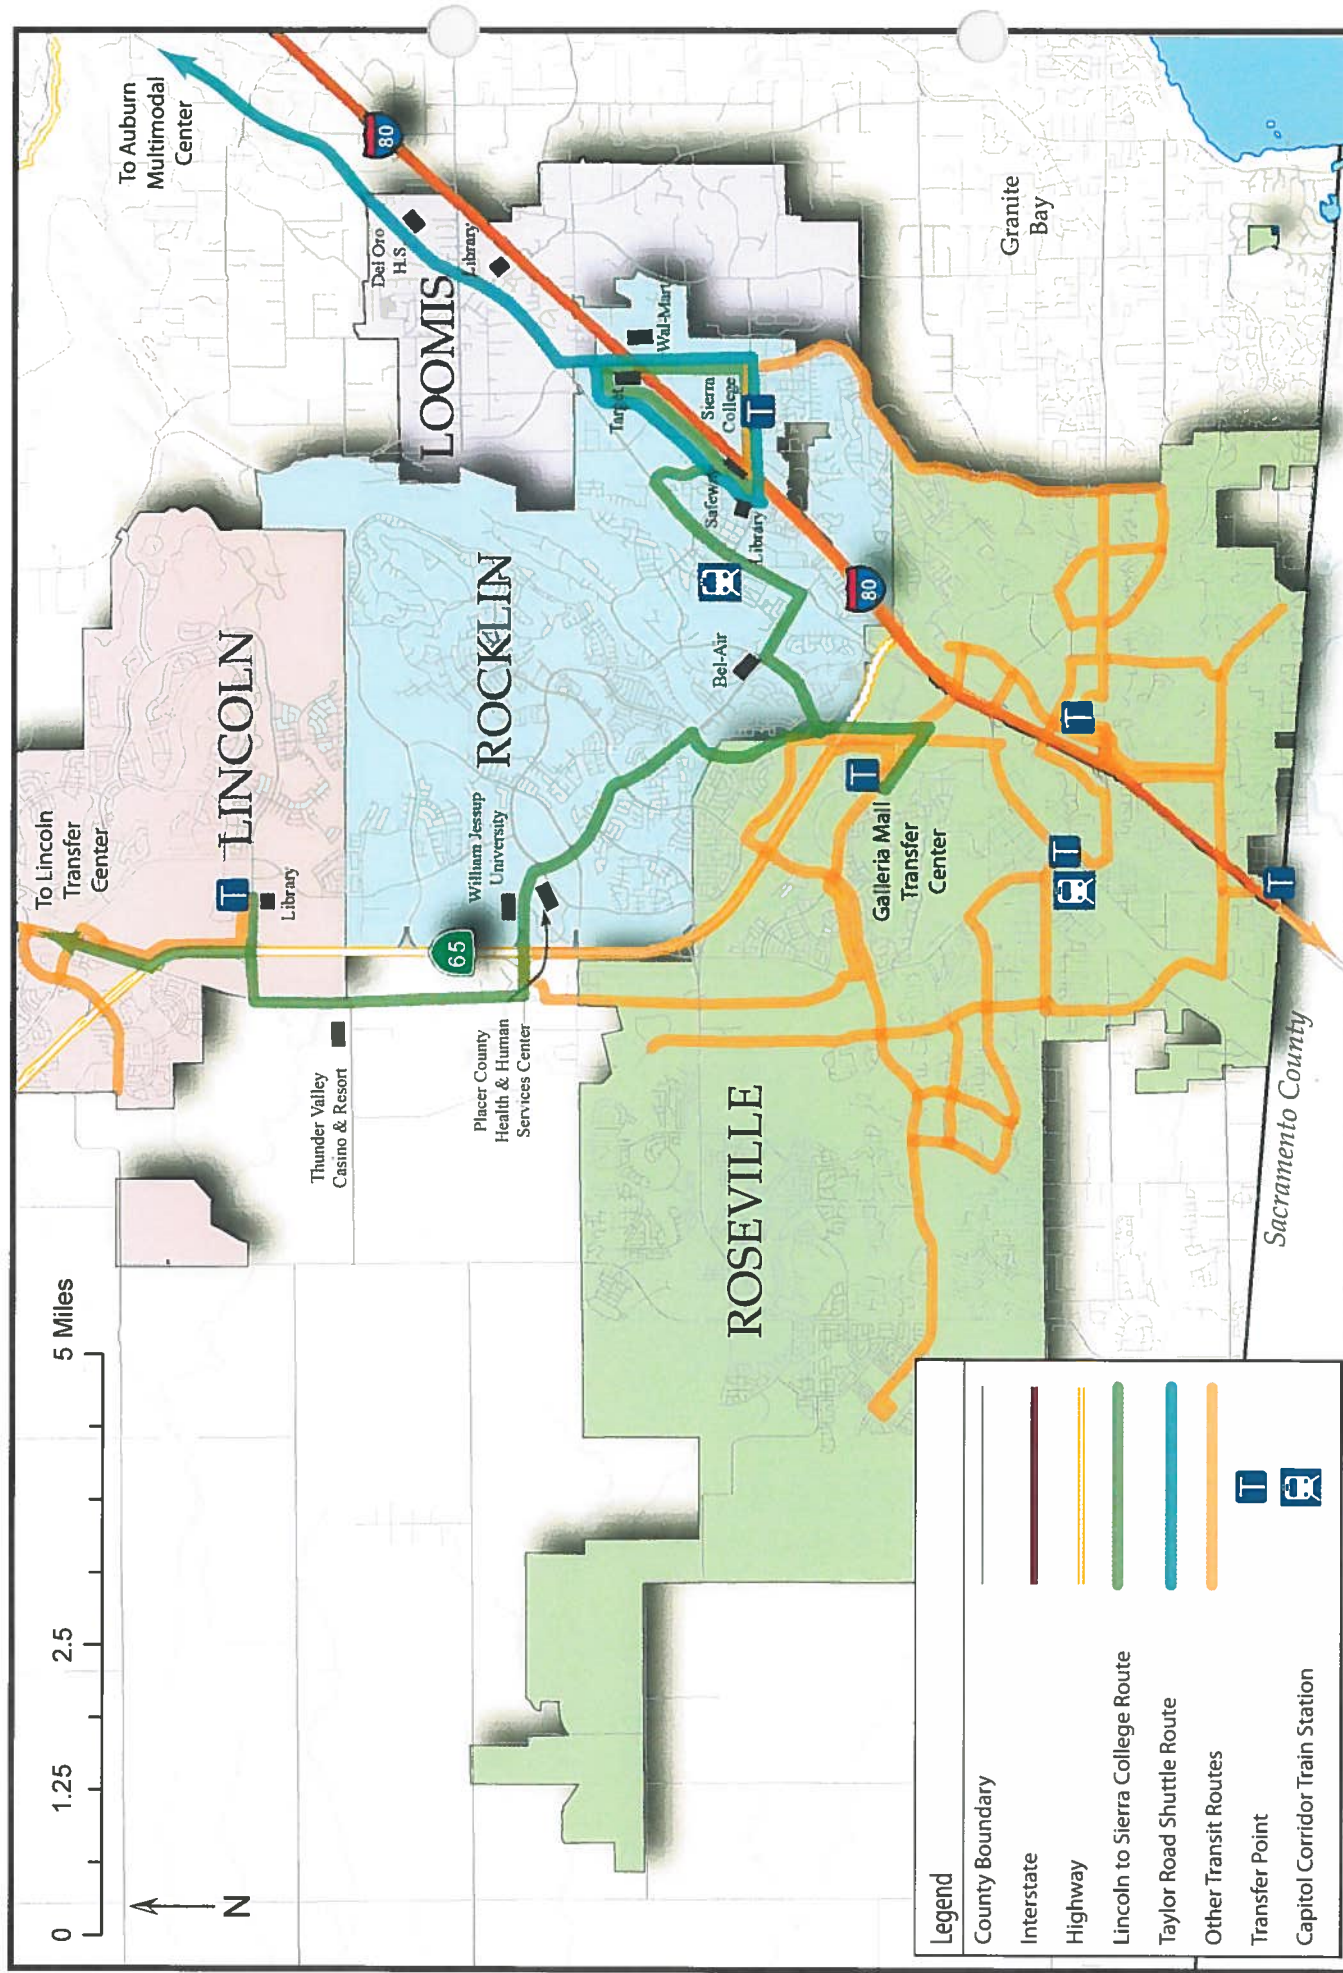 0
1.25
2.5
5 Miles
N
To Lincoln
Transfer
Center
To Auburn
Multimodal
Center
T
LINCOLN
Library
Thunder Valley
Casino & Resort
65
80
Del Oro
H.S.
Library
LOOMIS
ROCKLIN
William Jessup
University
Placer County
Health & Human
Services Center
Target
Wal-Mart
Sierra
College
T
Safeway
Library
Bel-Air
80
ROSEVILLE
T
Galleria Mall
Transfer
Center
T
T
T
Granite
Bay
Sacramento County
Legend
County Boundary
Interstate
Highway
Lincoln to Sierra College Route
Taylor Road Shuttle Route
Other Transit Routes
Transfer Point
T
Capitol Corridor Train Station